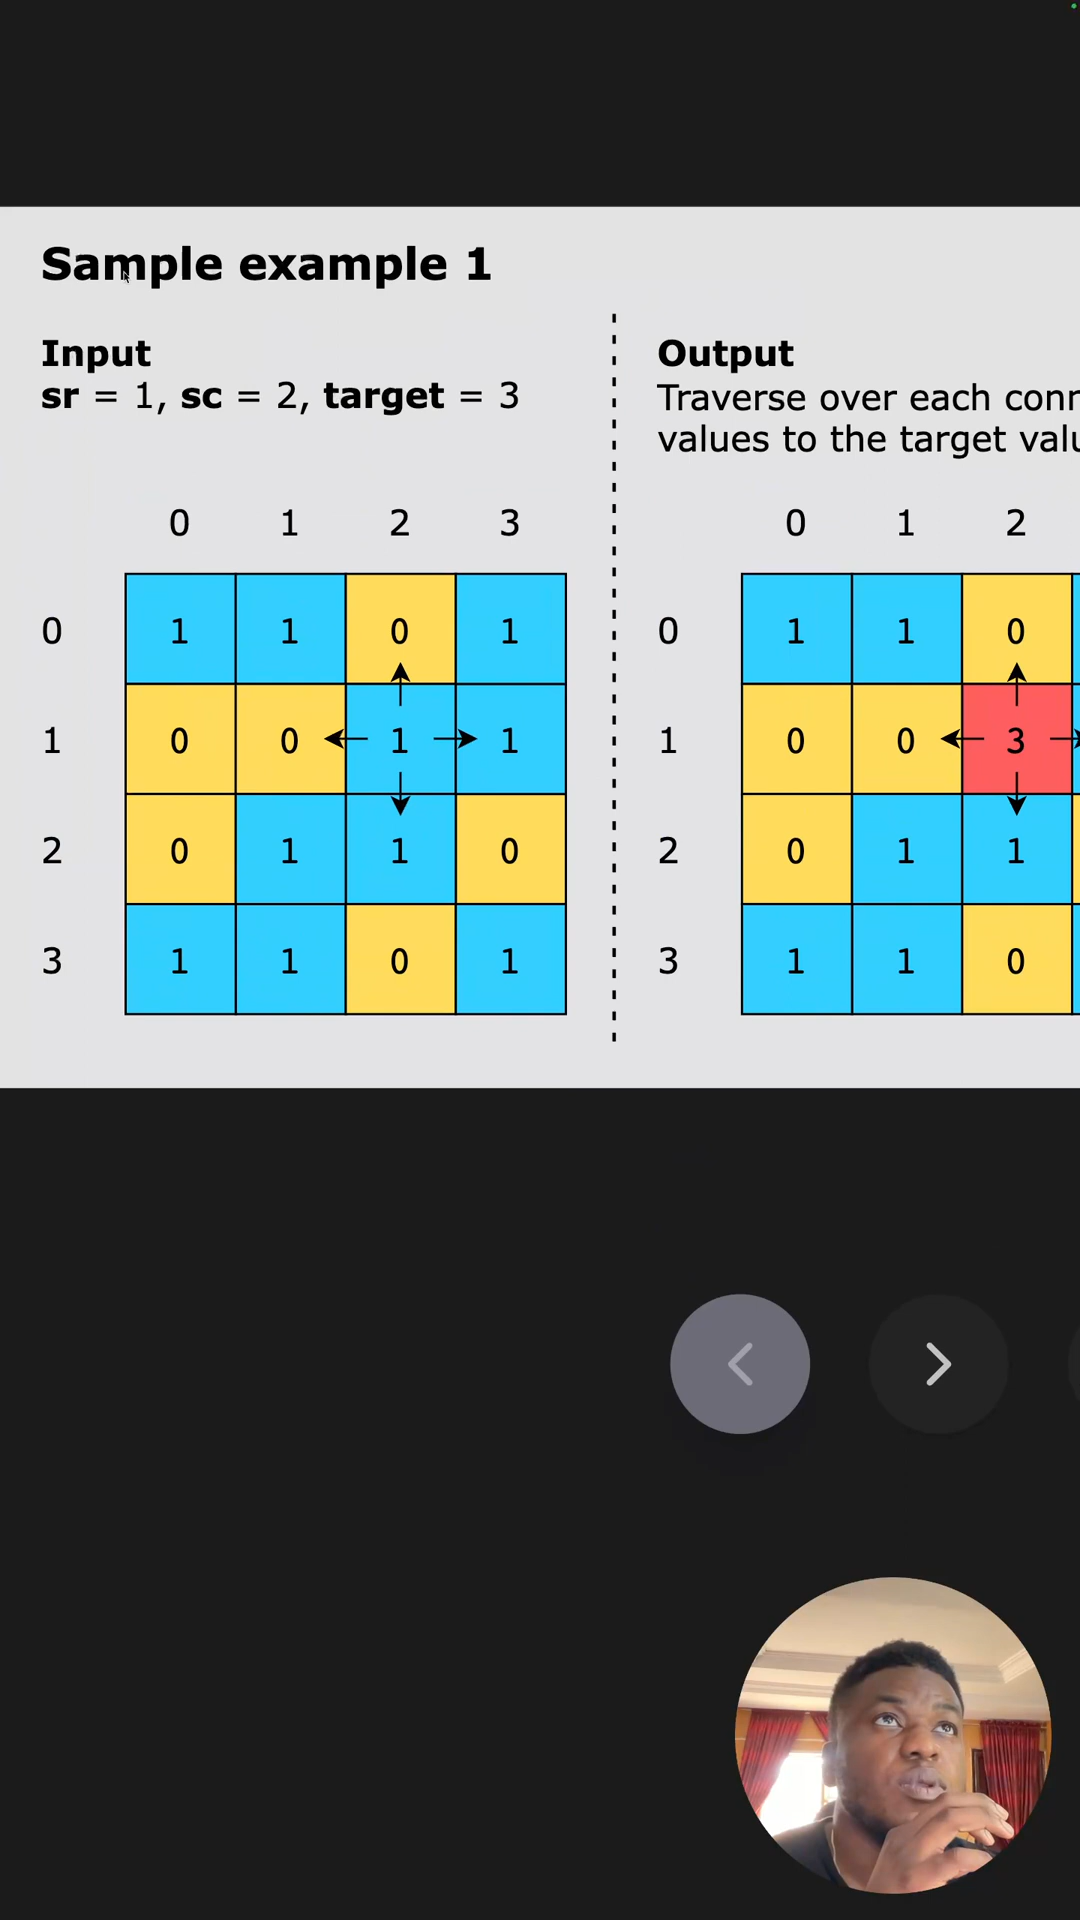 Sample example 1
Input
sr = 1, sc = 2, target = 3
0 1 2 3
0 1 1 0 1
1 0 0 1 1
2 0 1 1 0
3 1 1 0 1
Output
Traverse over each
values to the target
0 1 2
0 1 1 0
1 0 0 3
2 0 1 1
3 1 1 0